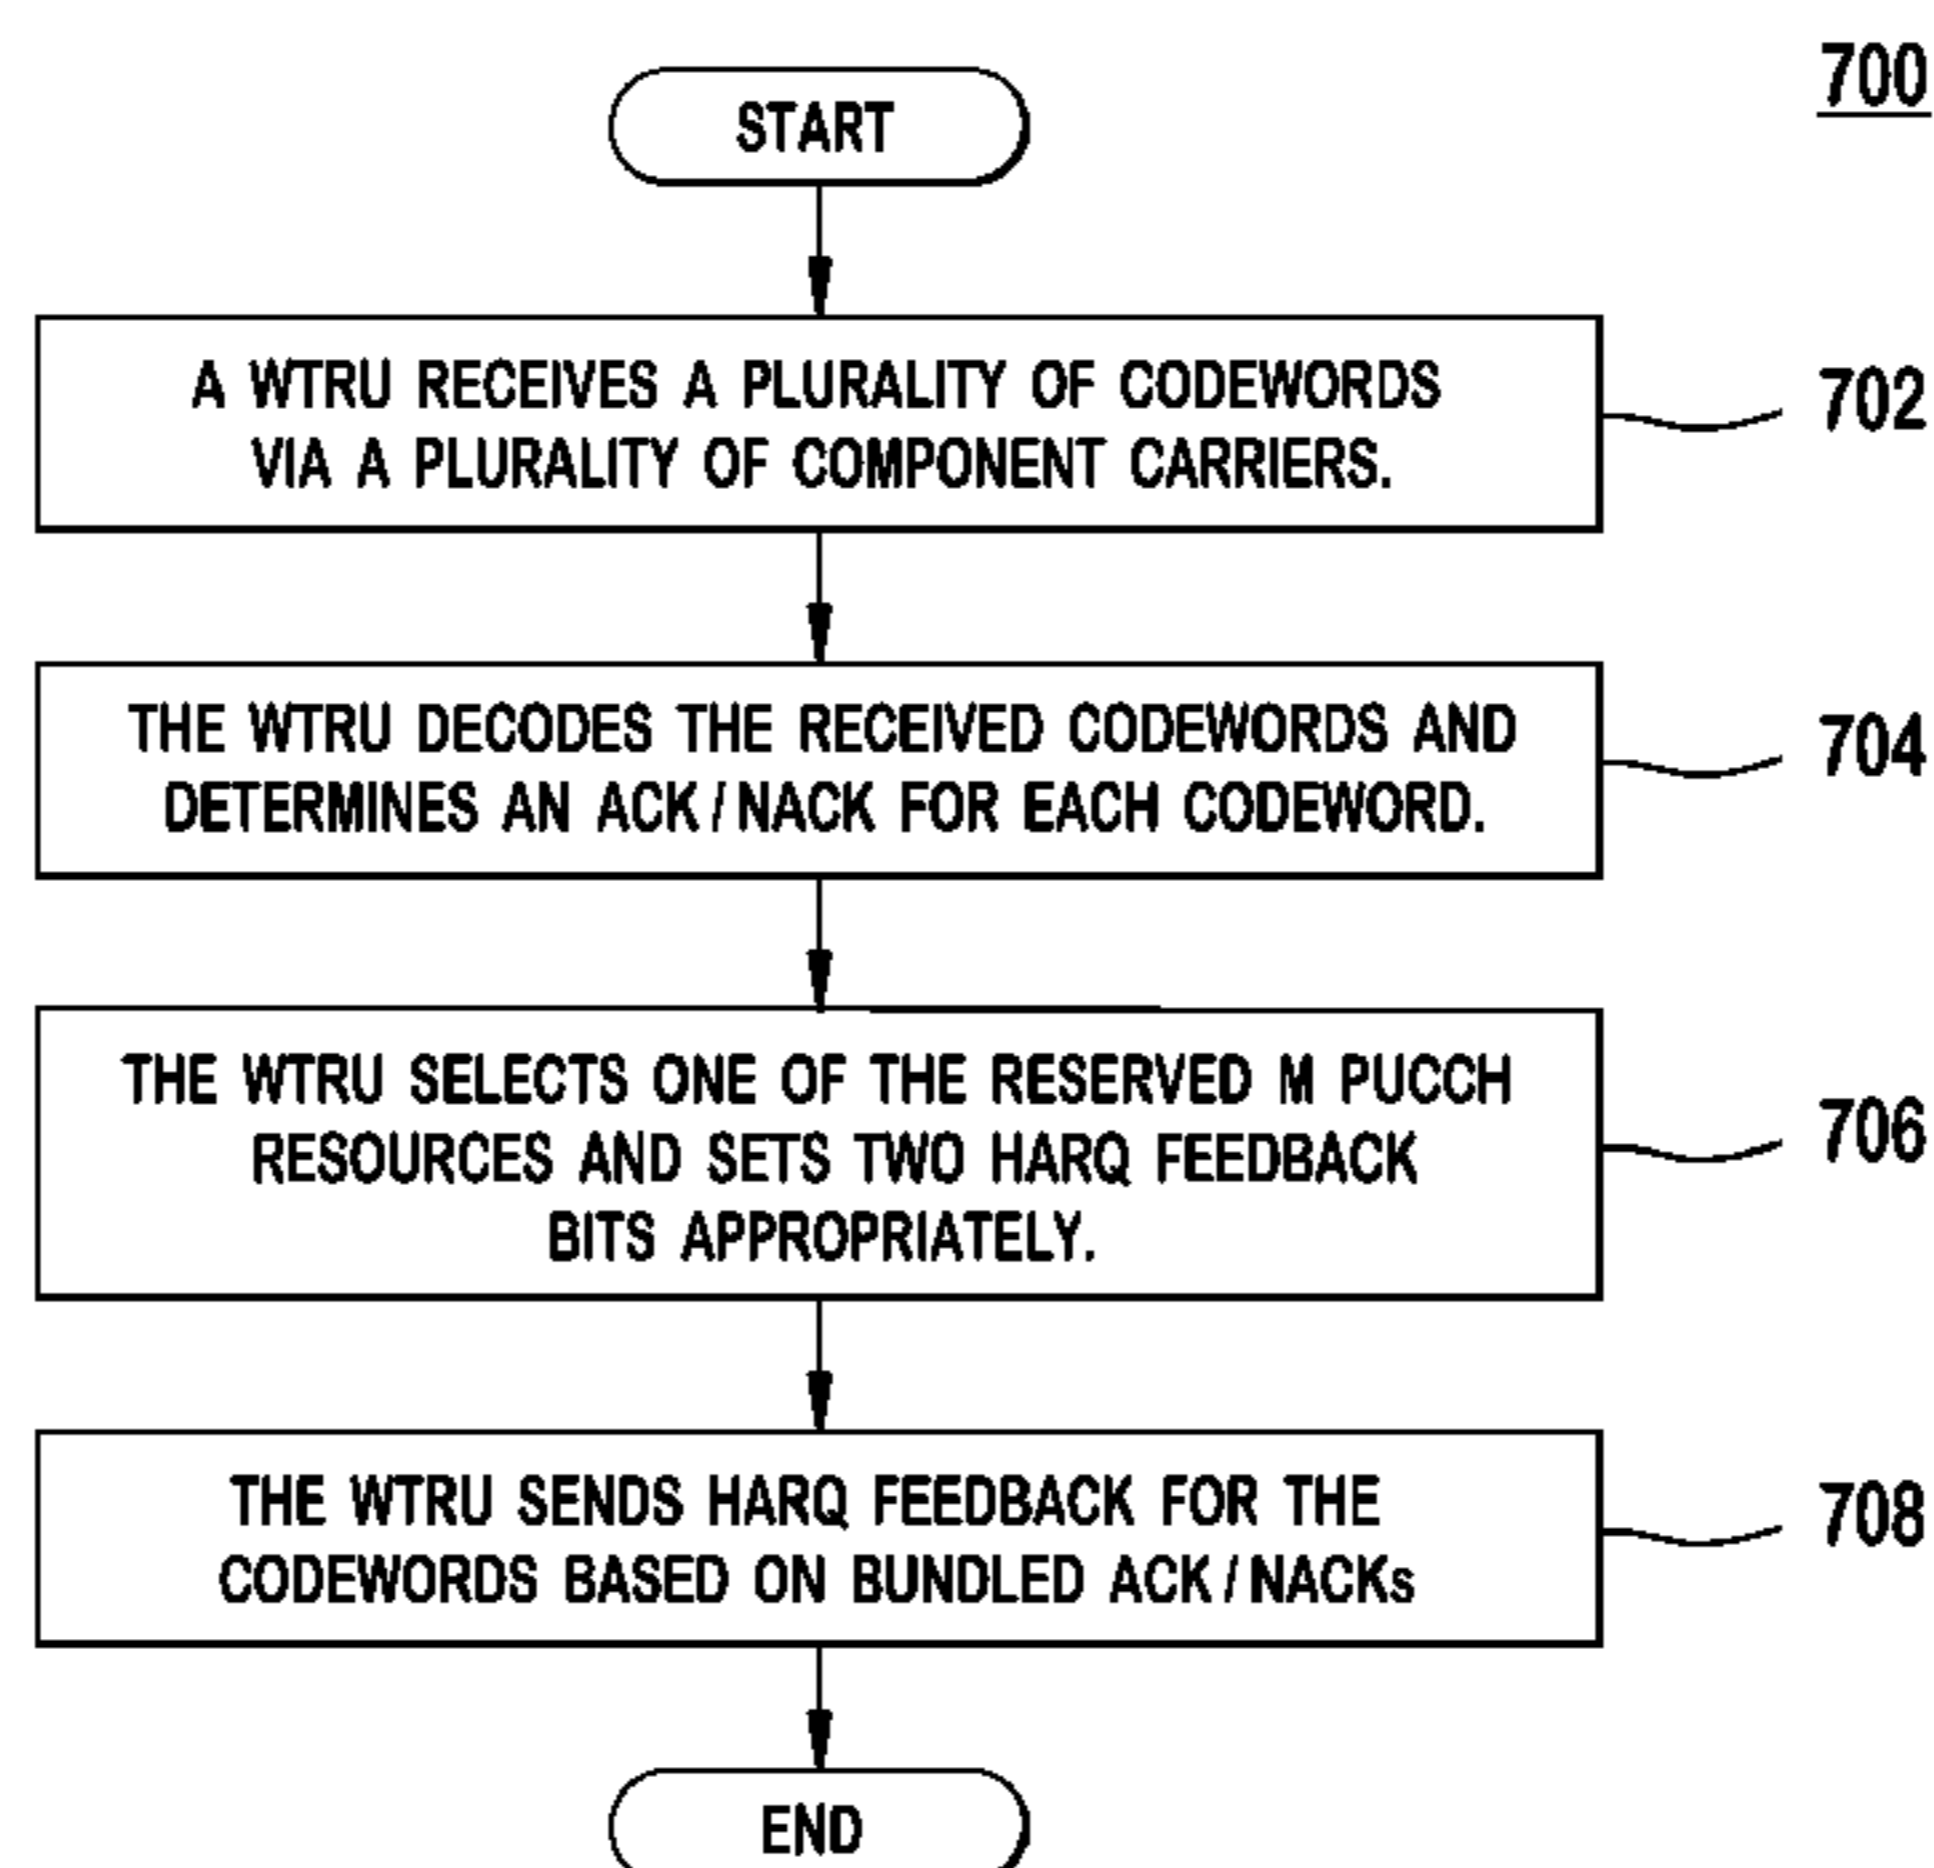 700
START
A WTRU RECEIVES A PLURALITY OF CODEWORDS
VIA A PLURALITY OF COMPONENT CARRIERS.
702
THE WTRU DECODES THE RECEIVED CODEWORDS AND
DETERMINES AN ACK/NACK FOR EACH CODEWORD.
704
THE WTRU SELECTS ONE OF THE RESERVED M PUCCH
RESOURCES AND SETS TWO HARQ FEEDBACK
BITS APPROPRIATELY.
706
THE WTRU SENDS HARQ FEEDBACK FOR THE
CODEWORDS BASED ON BUNDLED ACK/NACKs
708
END